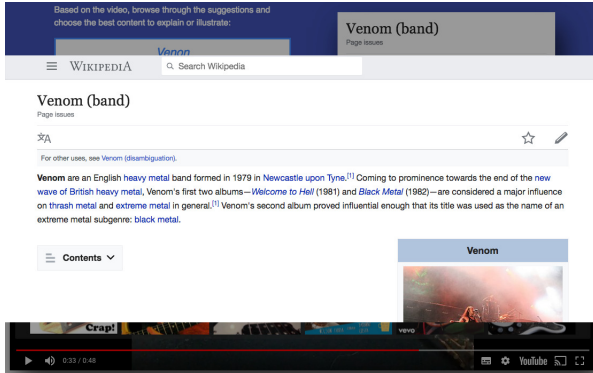 Based on the video, browse through the suggestions and
choose the best content to explain or illustrate:
Venon
Venom (band)
Page issues
WIKIPEDIA
Search Wikipedia
Venom (band)
Page issues
文A
For other uses, see Venom (disambiguation).
Venom are an English heavy metal band formed in 1979 in Newcastle upon Tyne.[1] Coming to prominence towards the end of the new
wave of British heavy metal, Venom's first two albums—Welcome to Hell (1981) and Black Metal (1982)—are considered a major influence
on thrash metal and extreme metal in general.[1] Venom's second album proved influential enough that its title was used as the name of an
extreme metal subgenre: black metal.
Contents
Venom
Crap!
vevo
0:33 / 0:48
YouTube